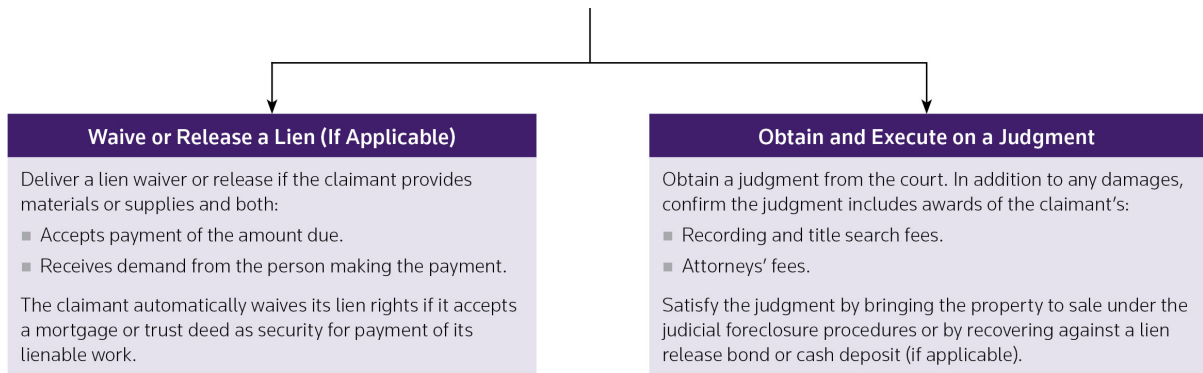 Waive or Release a Lien (If Applicable)
Deliver a lien waiver or release if the claimant provides
materials or supplies and both:
■ Accepts payment of the amount due.
■ Receives demand from the person making the payment.
The claimant automatically waives its lien rights if it accepts
a mortgage or trust deed as security for payment of its
lienable work.
Obtain and Execute on a Judgment
Obtain a judgment from the court. In addition to any damages,
confirm the judgment includes awards of the claimant's:
■ Recording and title search fees.
■ Attorneys' fees.
Satisfy the judgment by bringing the property to sale under the
judicial foreclosure procedures or by recovering against a lien
release bond or cash deposit (if applicable).